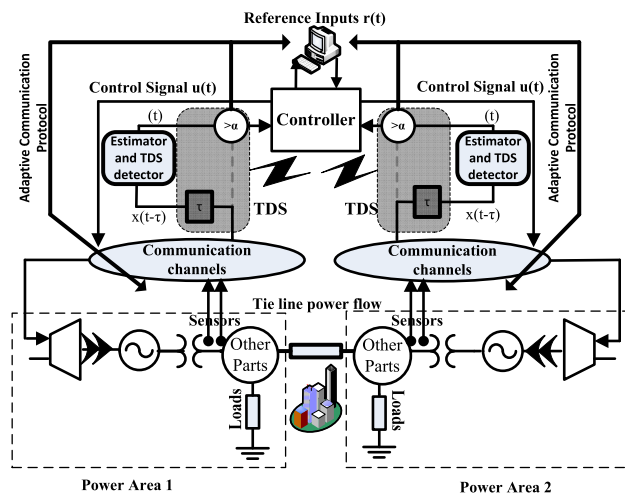 Reference Inputs r(t)
Adaptive Communication
Protocol
Control Signal u(t)
Control Signal u(t)
Adaptive Communication
Protocol
(t)
>α
Controller
>α
(t)
Estimator
and TDS
detector
Estimator
and TDS
detector
τ
τ
x(t-τ)
TDS
TDS
x(t-τ)
Communication
channels
Communication
channels
Tie line power flow
Sensors
Sensors
Other
Parts
Other
Parts
Loads
Loads
Power Area 1
Power Area 2